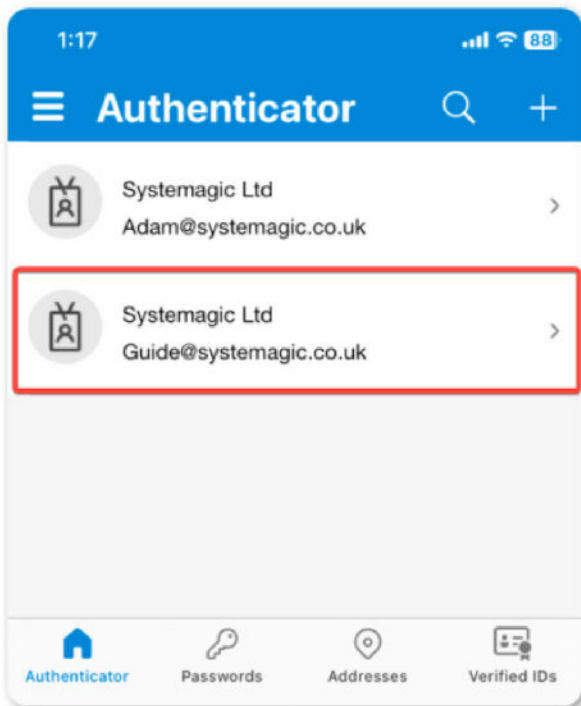 1:17
88
Authenticator
Systemagic Ltd
Adam@systemagic.co.uk
Systemagic Ltd
Guide@systemagic.co.uk
Authenticator
Passwords
Addresses
Verified IDs